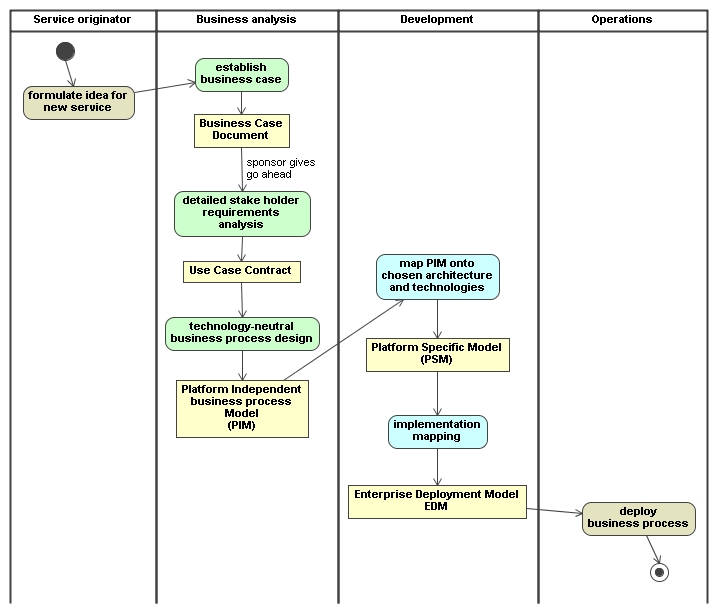 Service originator
Business analysis
Development
Operations
formulate idea for
new service
establish
business case
Business Case
Document
sponsor gives
go ahead
detailed stake holder
requirements
analysis
Use Case Contract
technology-neutral
business process design
Platform Independent
business process
Model
(PIM)
map PIM onto
chosen architecture
and technologies
Platform Specific Model
(PSM)
implementation
mapping
Enterprise Deployment Model
EDM
deploy
business process